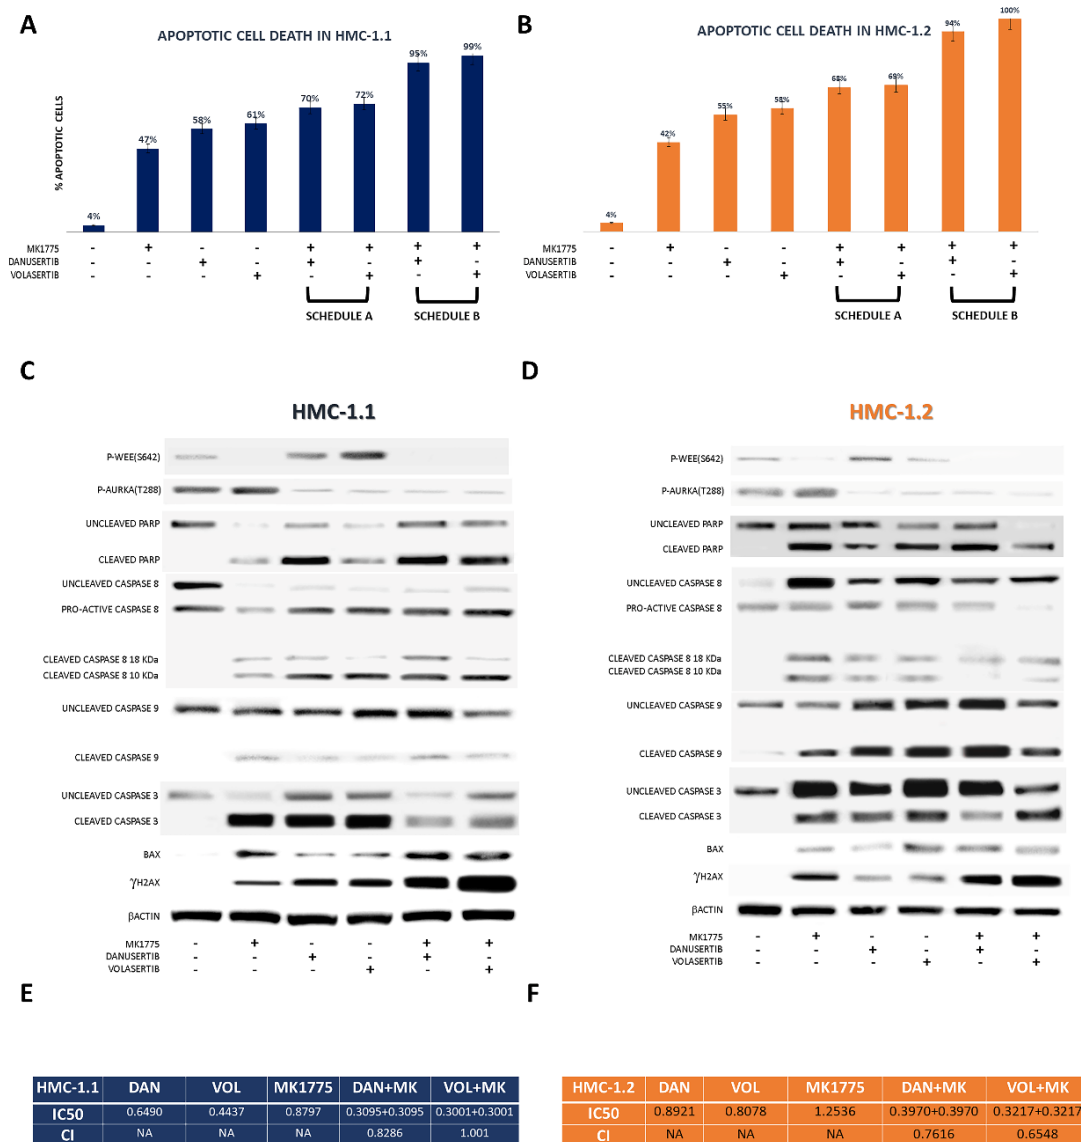 A
APOPTOTIC CELL DEATH IN HMC-1.1
% APOPTOTIC CELLS
4% 47% 58% 61% 70% 72% 95% 99%
MK1775 - + - - + + + +
DANUSERTIB - - + - + - + -
VOLASERTIB - - - + - + - +
SCHEDULE A SCHEDULE B
B
APOPTOTIC CELL DEATH IN HMC-1.2
4% 42% 55% 58% 68% 69% 94% 100%
MK1775 - + - - + + + +
DANUSERTIB - - + - + - + -
VOLASERTIB - - - + - + - +
SCHEDULE A SCHEDULE B
C
HMC-1.1
P-WEE(S642)
P-AURKA(T288)
UNCLEAVED PARP
CLEAVED PARP
UNCLEAVED CASPASE 8
PRO-ACTIVE CASPASE 8
CLEAVED CASPASE 8 18 KDa
CLEAVED CASPASE 8 10 KDa
UNCLEAVED CASPASE 9
CLEAVED CASPASE 9
UNCLEAVED CASPASE 3
CLEAVED CASPASE 3
BAX
γH2AX
βACTIN
MK1775 - + - - + +
DANUSERTIB - - + - + -
VOLASERTIB - - - + - +
D
HMC-1.2
P-WEE(S642)
P-AURKA(T288)
UNCLEAVED PARP
CLEAVED PARP
UNCLEAVED CASPASE 8
PRO-ACTIVE CASPASE 8
CLEAVED CASPASE 8 18 KDa
CLEAVED CASPASE 8 10 KDa
UNCLEAVED CASPASE 9
CLEAVED CASPASE 9
UNCLEAVED CASPASE 3
CLEAVED CASPASE 3
BAX
γH2AX
βACTIN
MK1775 - + - - + +
DANUSERTIB - - + - + -
VOLASERTIB - - - + - +
E
HMC-1.1 DAN VOL MK1775 DAN+MK VOL+MK
IC50 0.6490 0.4437 0.8797 0.3095+0.3095 0.3001+0.3001
CI NA NA NA 0.8286 1.001
F
HMC-1.2 DAN VOL MK1775 DAN+MK VOL+MK
IC50 0.8921 0.8078 1.2536 0.3970+0.3970 0.3217+0.3217
CI NA NA NA 0.7616 0.6548